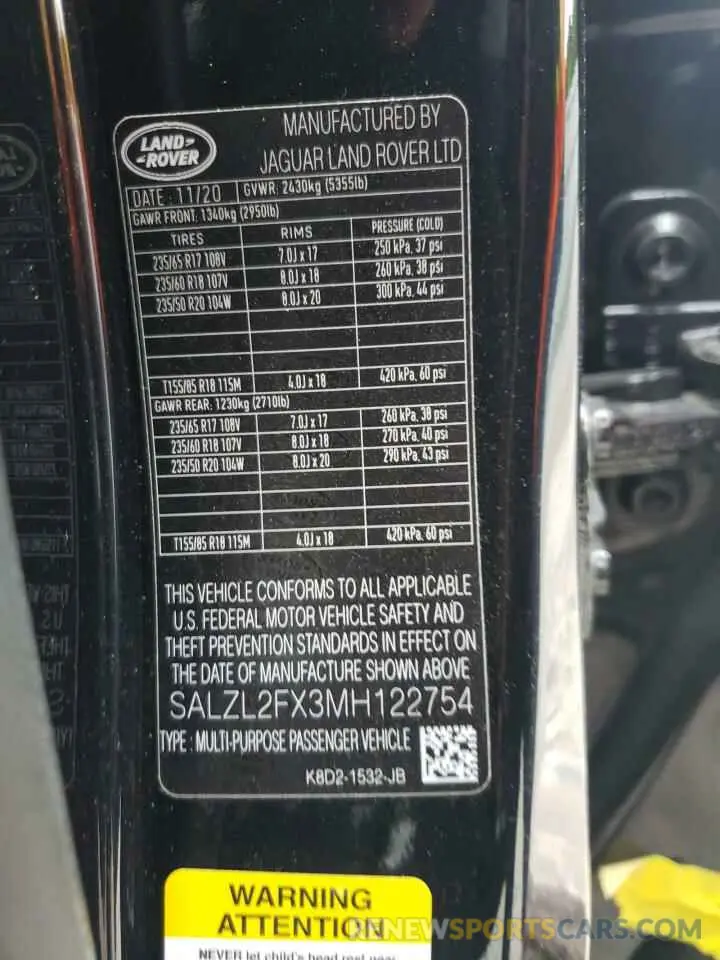 LAND-
-ROVER
MANUFACTURED BY
JAGUAR LAND ROVER LTD
DATE: 11/20 GVWR: 2430kg (5355lb)
GAWR FRONT: 1340kg (2950lb)
TIRES RIMS PRESSURE (COLD)
235/65 R17 108V 7.0J x 17 250 kPa, 37 psi
235/60 R18 107V 8.0J x 18 260 kPa, 38 psi
235/50 R20 104W 8.0J x 20 300 kPa, 44 psi
T155/85 R18 115M 4.0J x 18 420 kPa, 60 psi
GAWR REAR: 1230kg (2710lb)
235/65 R17 108V 7.0J x 17 260 kPa, 38 psi
235/60 R18 107V 8.0J x 18 270 kPa, 40 psi
235/50 R20 104W 8.0J x 20 290 kPa, 43 psi
T155/85 R18 115M 4.0J x 18 420 kPa, 60 psi
THIS VEHICLE CONFORMS TO ALL APPLICABLE
U.S. FEDERAL MOTOR VEHICLE SAFETY AND
THEFT PREVENTION STANDARDS IN EFFECT ON
THE DATE OF MANUFACTURE SHOWN ABOVE
SALZL2FX3MH122754
TYPE : MULTI-PURPOSE PASSENGER VEHICLE
K8D2-1532-JB
WARNING
ATTENTION
RENEWSPORTSCARS.COM
NEVER let child's head rest near